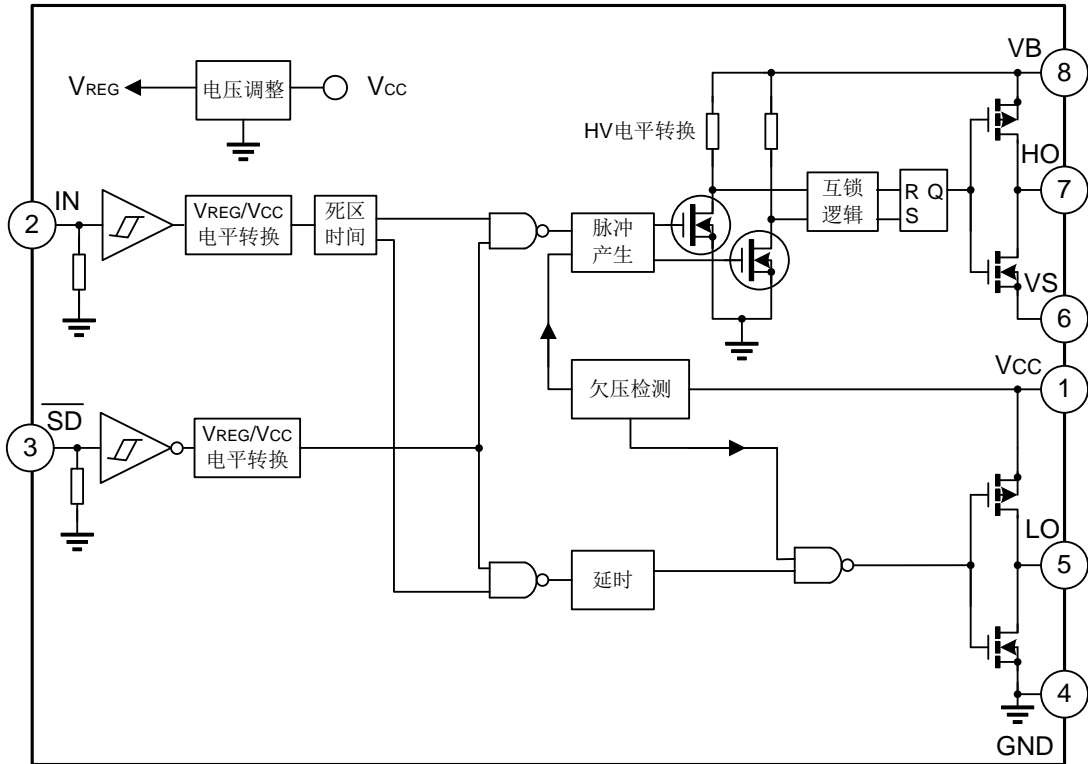 VB
8
VREG
电压调整
VCC
HV电平转换
HO
7
IN
2
VREG/VCC
电平转换
死区
时间
脉冲
产生
互锁
逻辑
R Q
S
VS
6
VCC
1
欠压检测
SD
3
VREG/VCC
电平转换
LO
5
延时
4
GND